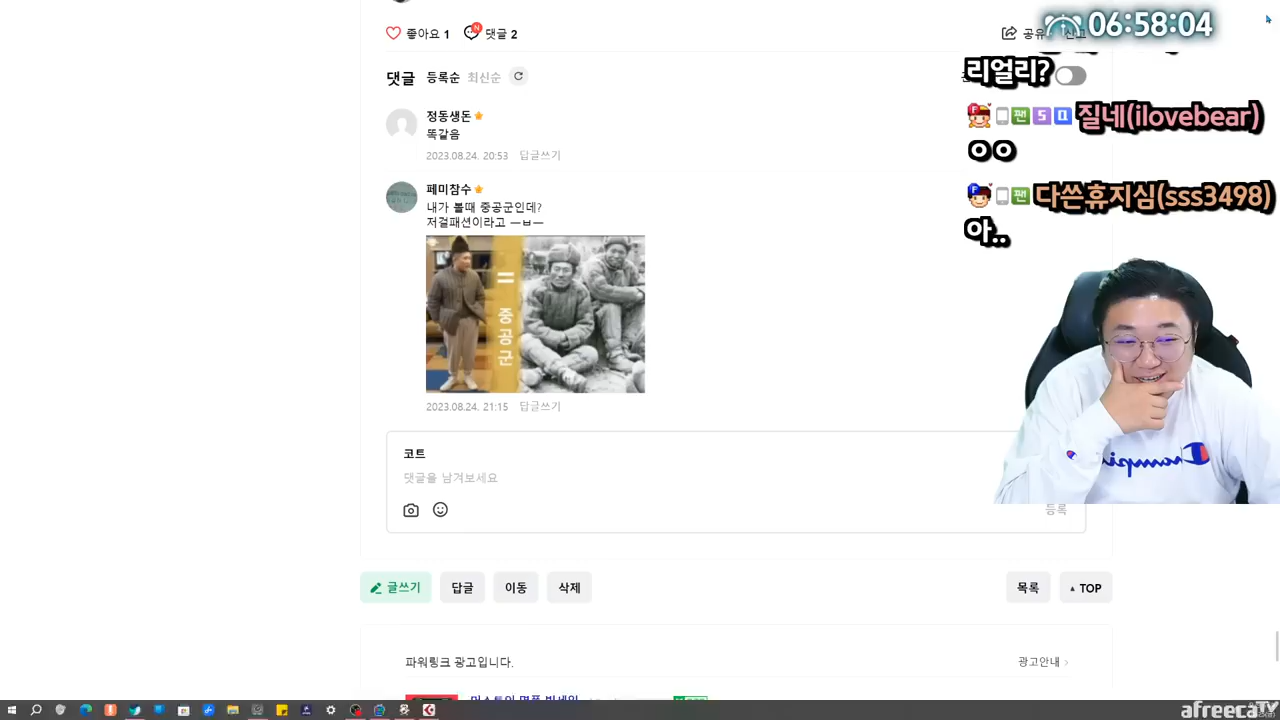 좋아요 1
댓글 2
공유
신고
06:58:04
댓글 등록순 최신순
리얼리?
정동생돈
똑같음
2023.08.24. 20:53 답글쓰기
팬 질네(ilovebear)
ㅇㅇ
페미참수
내가 볼때 중공군인데?
저걸패션이라고 ㅡㅂㅡ
팬 다쓴휴지심(sss3498)
아..
= 중공군
2023.08.24. 21:15 답글쓰기
코트
댓글을 남겨보세요
등록
Champion
글쓰기 답글 이동 삭제
목록 TOP
파워링크 광고입니다.
광고안내
afreecaTV